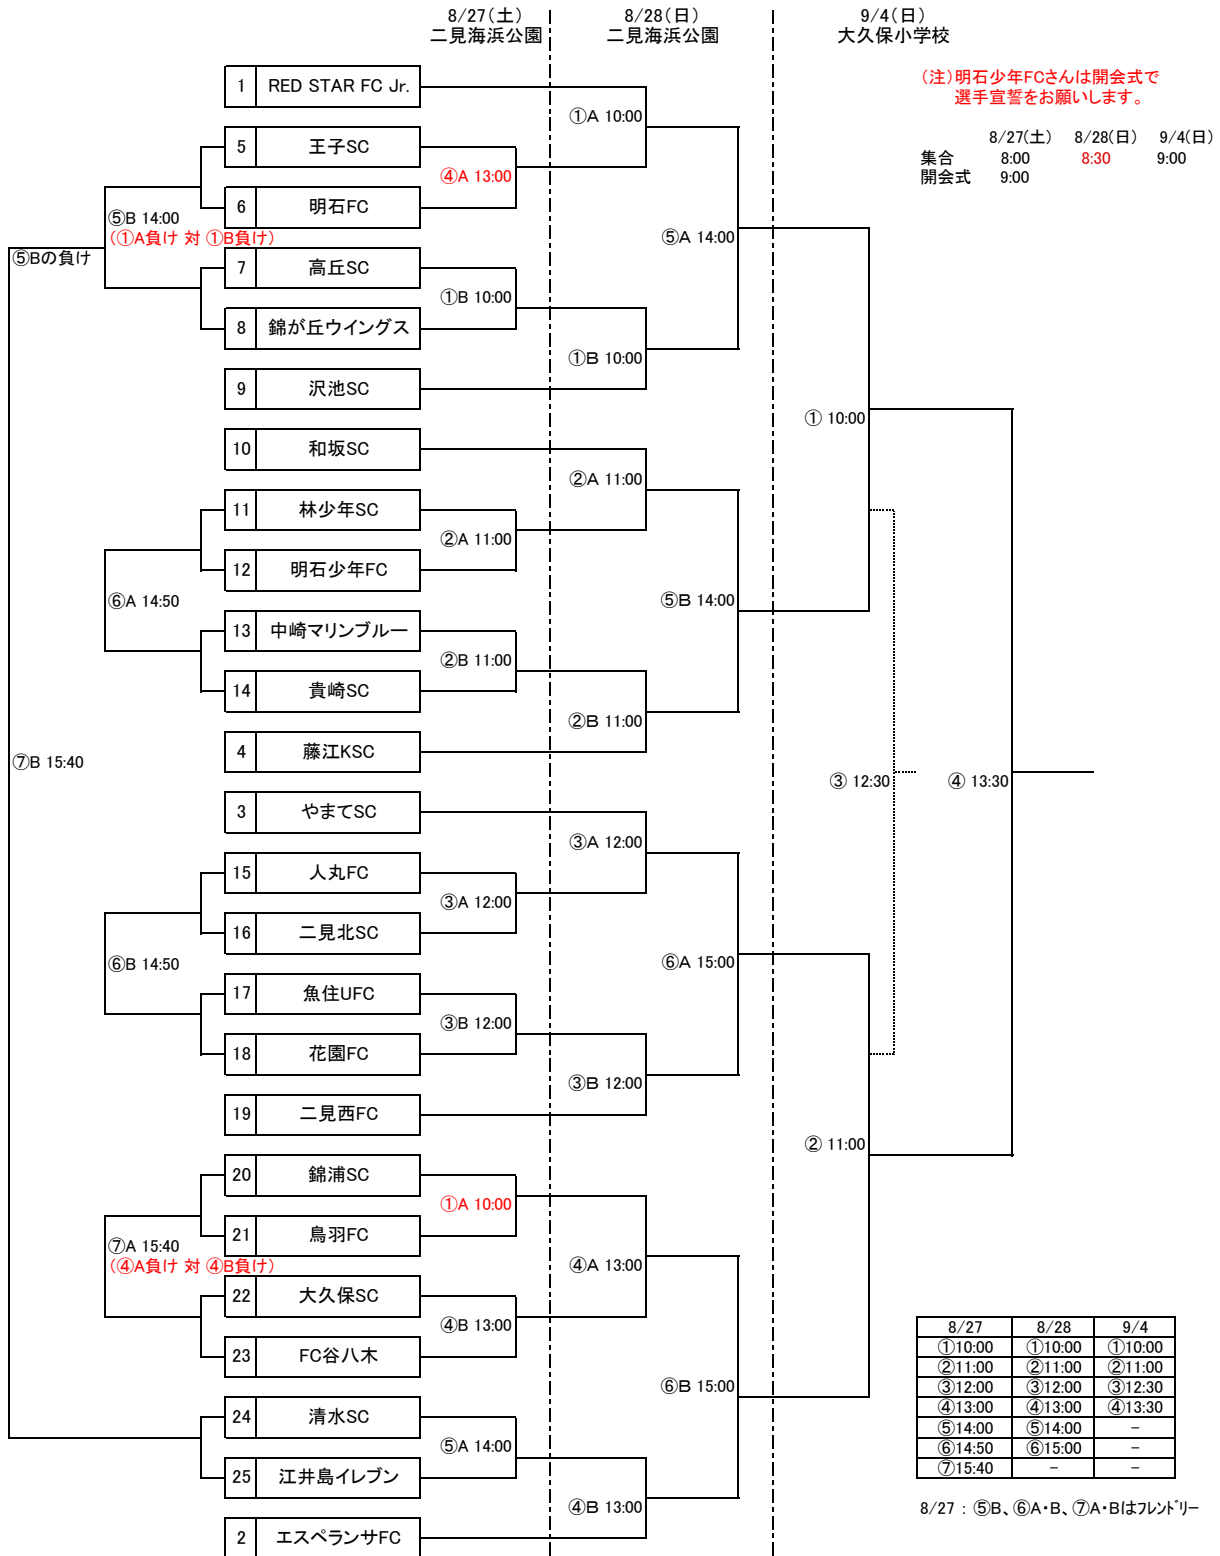 8/27(土)
二見海浜公園
8/28(日)
二見海浜公園
9/4(日)
大久保小学校
(注)明石少年FCさんは開会式で
選手宣誓をお願いします。
8/27(土) 8/28(日) 9/4(日)
集合 8:00 8:30 9:00
開会式 9:00
1 RED STAR FC Jr.
①A 10:00
5 王子SC
④A 13:00
6 明石FC
⑤B 14:00
(①A負け 対 ①B負け)
⑤A 14:00
⑤Bの負け
7 高丘SC
①B 10:00
8 錦が丘ウイングス
①B 10:00
9 沢池SC
① 10:00
10 和坂SC
②A 11:00
11 林少年SC
②A 11:00
12 明石少年FC
⑥A 14:50
⑤B 14:00
13 中崎マリンブルー
②B 11:00
14 貴崎SC
②B 11:00
4 藤江KSC
⑦B 15:40
③ 12:30
④ 13:30
3 やまてSC
③A 12:00
15 人丸FC
③A 12:00
16 二見北SC
⑥B 14:50
⑥A 15:00
17 魚住UFC
③B 12:00
18 花園FC
③B 12:00
19 二見西FC
② 11:00
20 錦浦SC
①A 10:00
21 鳥羽FC
⑦A 15:40
(④A負け 対 ④B負け)
④A 13:00
22 大久保SC
④B 13:00
23 FC谷八木
⑥B 15:00
24 清水SC
⑤A 14:00
25 江井島イレブン
④B 13:00
2 エスペランサFC
8/27 8/28 9/4
①10:00 ①10:00 ①10:00
②11:00 ②11:00 ②11:00
③12:00 ③12:00 ③12:30
④13:00 ④13:00 ④13:30
⑤14:00 ⑤14:00 −
⑥14:50 ⑥15:00 −
⑦15:40 − −
8/27 : ⑤B、⑥A・B、⑦A・Bはﾌﾚﾝﾄﾞﾘｰ